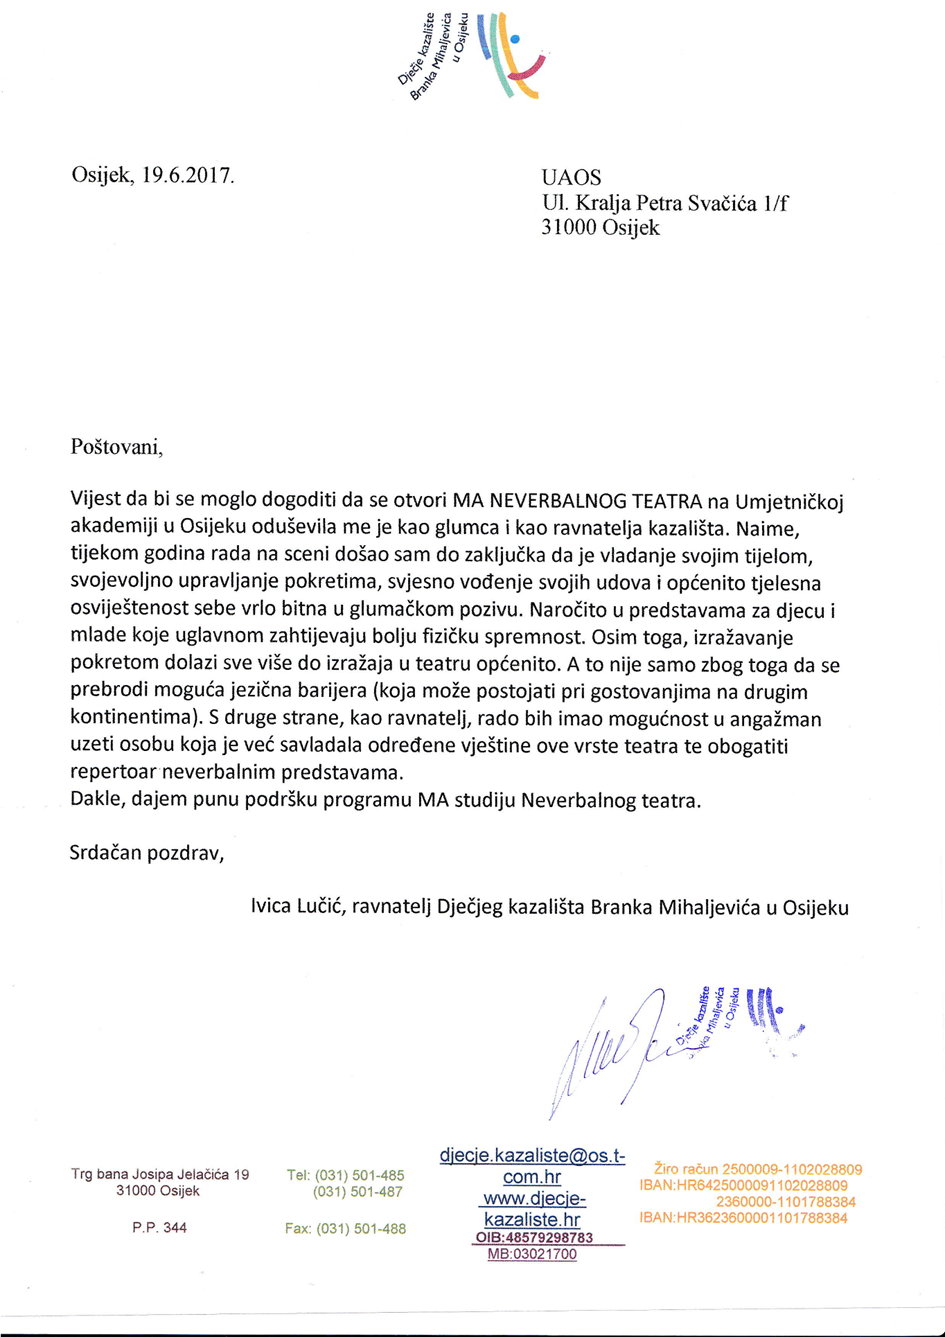 Dječje kazalište
Branka Mihaljevića
u Osijeku
Osijek, 19.6.2017.
UAOS
Ul. Kralja Petra Svačića 1/f
31000 Osijek
Poštovani,
Vijest da bi se moglo dogoditi da se otvori MA NEVERBALNOG TEATRA na Umjetničkoj
akademiji u Osijeku oduševila me je kao glumca i kao ravnatelja kazališta. Naime,
tijekom godina rada na sceni došao sam do zaključka da je vladanje svojim tijelom,
svojevoljno upravljanje pokretima, svjesno vođenje svojih udova i općenito tjelesna
osviještenost sebe vrlo bitna u glumačkom pozivu. Naročito u predstavama za djecu i
mlade koje uglavnom zahtijevaju bolju fizičku spremnost. Osim toga, izražavanje
pokretom dolazi sve više do izražaja u teatru općenito. A to nije samo zbog toga da se
prebrodi moguća jezična barijera (koja može postojati pri gostovanjima na drugim
kontinentima). S druge strane, kao ravnatelj, rado bih imao mogućnost u angažman
uzeti osobu koja je već savladala određene vještine ove vrste teatra te obogatiti
repertoar neverbalnim predstavama.
Dakle, dajem punu podršku programu MA studiju Neverbalnog teatra.
Srdačan pozdrav,
Ivica Lučić, ravnatelj Dječjeg kazališta Branka Mihaljevića u Osijeku
Dječje kazalište
Branka Mihaljevića
u Osijeku
Trg bana Josipa Jelačića 19
31000 Osijek
P.P. 344
Tel: (031) 501-485
(031) 501-487
Fax: (031) 501-488
djecje.kazaliste@os.t-
com.hr
www.djecje-
kazaliste.hr
OIB:48579298783
MB:03021700
Žiro račun 2500009-1102028809
IBAN:HR6425000091102028809
2360000-1101788384
IBAN:HR3623600001101788384